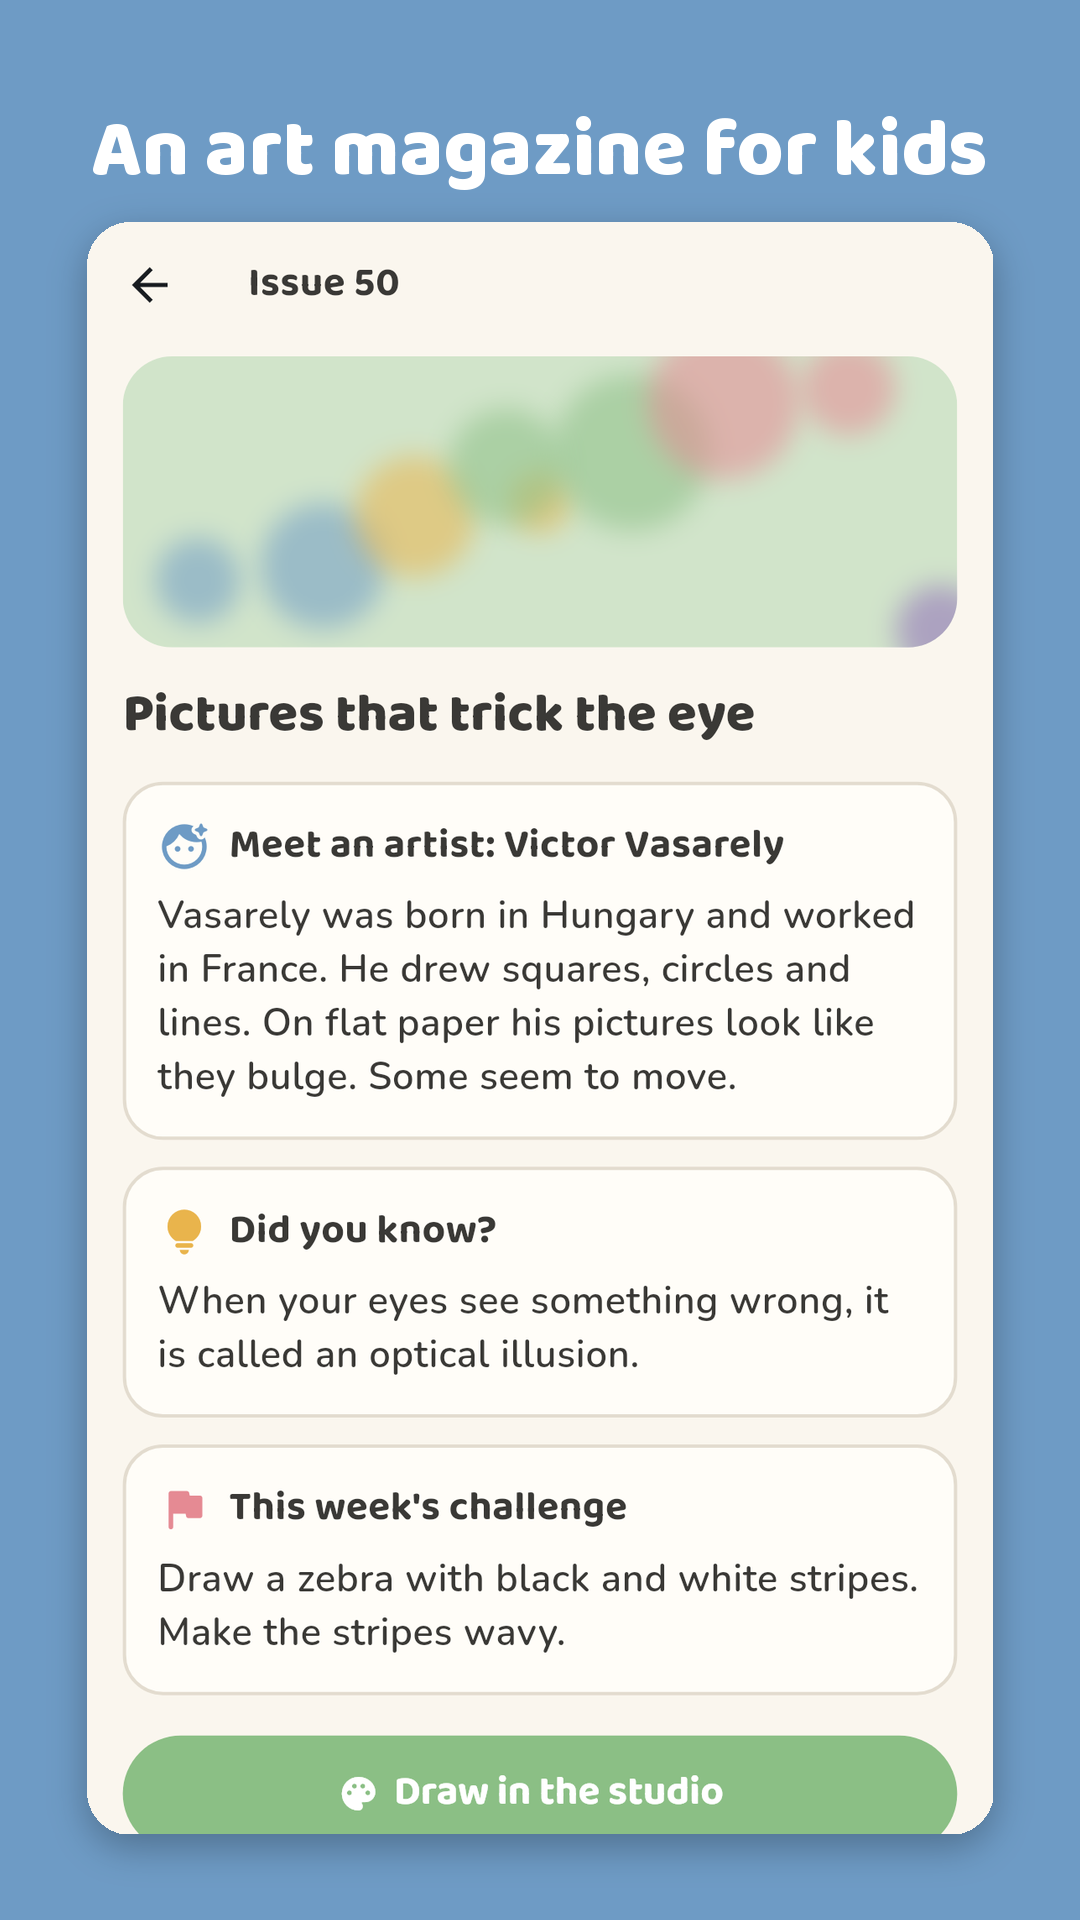 An art magazine for kids
Issue 50
Pictures that trick the eye
Meet an artist: Victor Vasarely
Vasarely was born in Hungary and worked
in France. He drew squares, circles and
lines. On flat paper his pictures look like
they bulge. Some seem to move.
Did you know?
When your eyes see something wrong, it
is called an optical illusion.
This week's challenge
Draw a zebra with black and white stripes.
Make the stripes wavy.
Draw in the studio